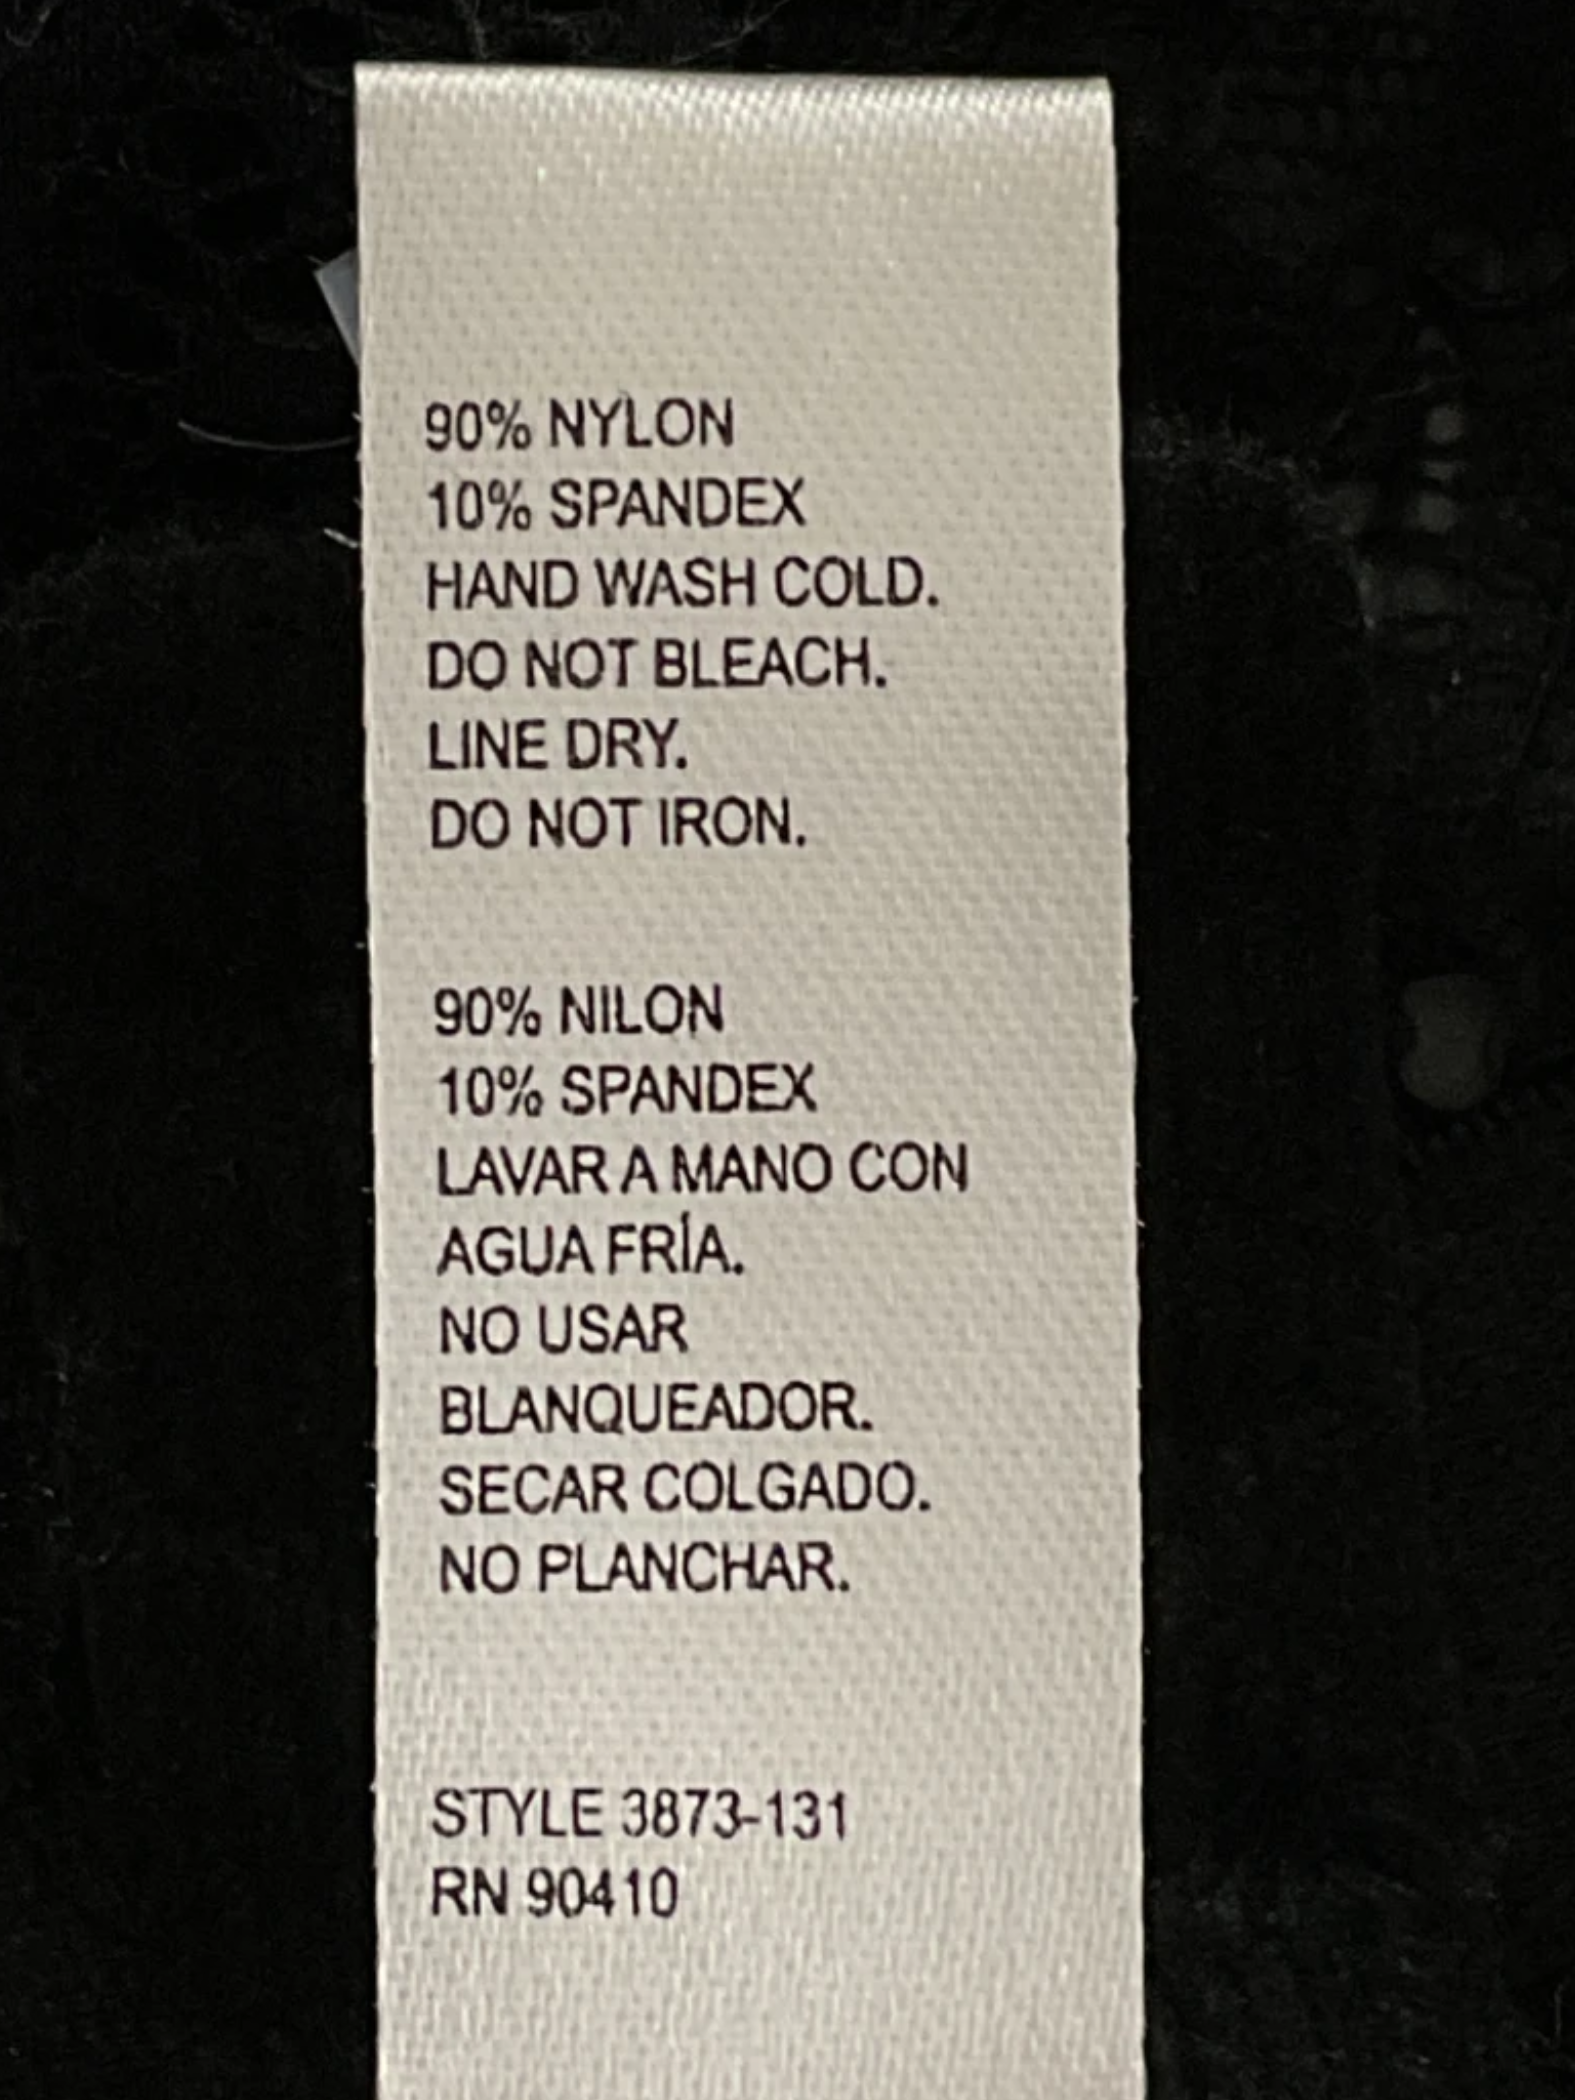 90% NYLON
10% SPANDEX
HAND WASH COLD.
DO NOT BLEACH.
LINE DRY.
DO NOT IRON.
90% NILON
10% SPANDEX
LAVAR A MANO CON
AGUA FRÍA.
NO USAR
BLANQUEADOR.
SECAR COLGADO.
NO PLANCHAR.
STYLE 3873-131
RN 90410